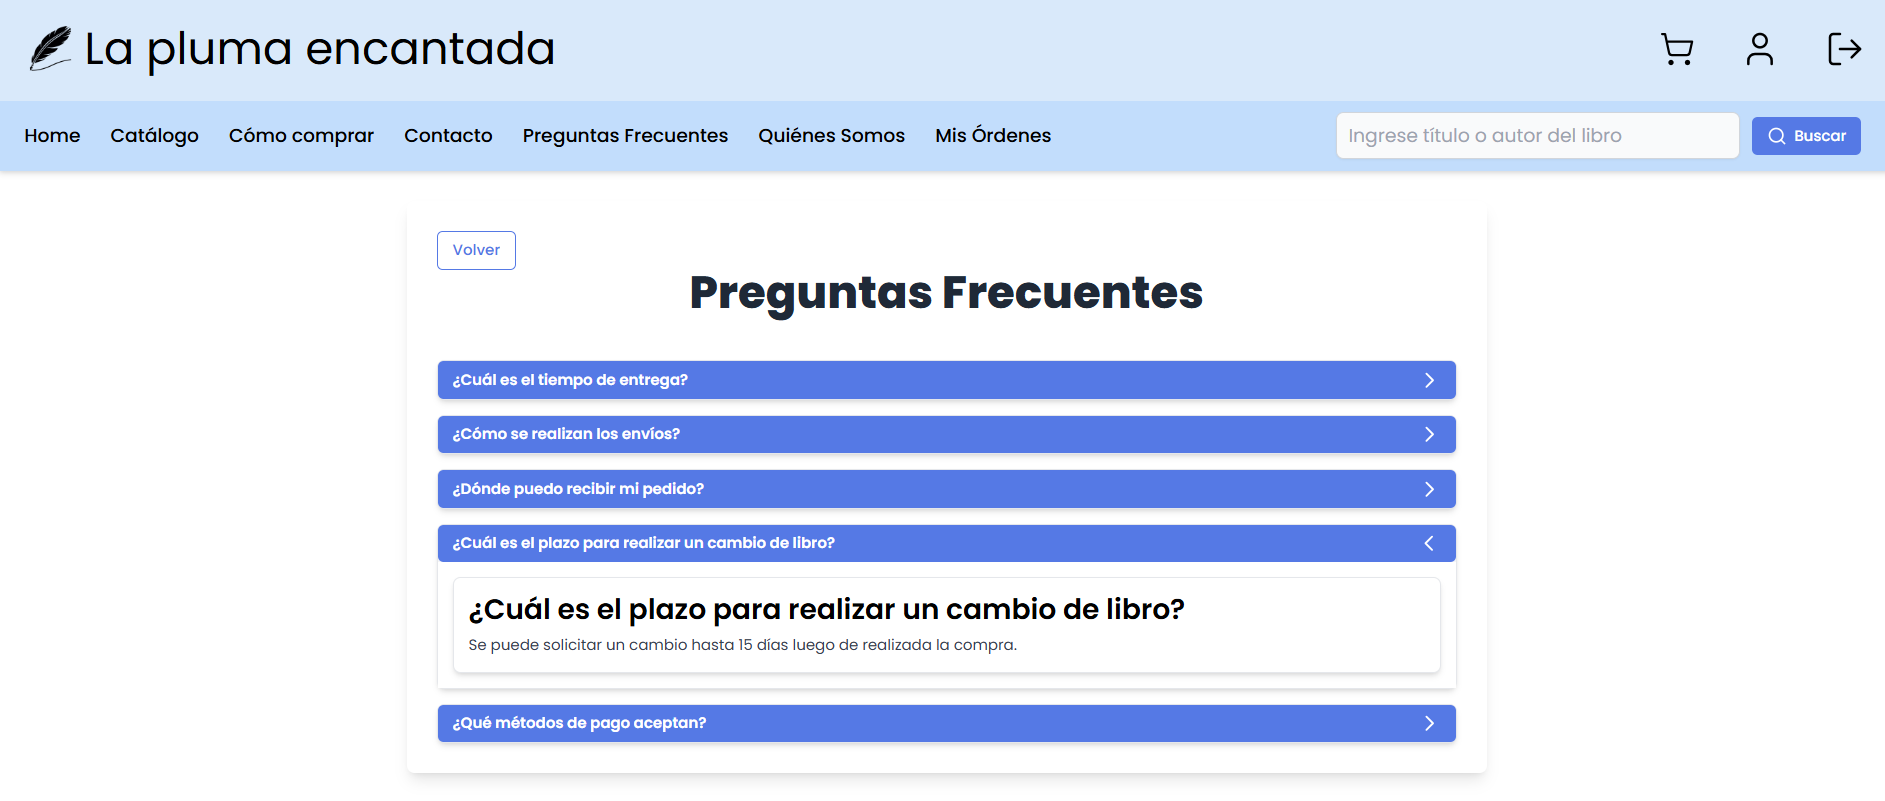 La pluma encantada
Home Catálogo Cómo comprar Contacto Preguntas Frecuentes Quiénes Somos Mis Órdenes Ingrese título o autor del libro Buscar
Volver
Preguntas Frecuentes
¿Cuál es el tiempo de entrega?
¿Cómo se realizan los envíos?
¿Dónde puedo recibir mi pedido?
¿Cuál es el plazo para realizar un cambio de libro?
¿Cuál es el plazo para realizar un cambio de libro?
Se puede solicitar un cambio hasta 15 días luego de realizada la compra.
¿Qué métodos de pago aceptan?